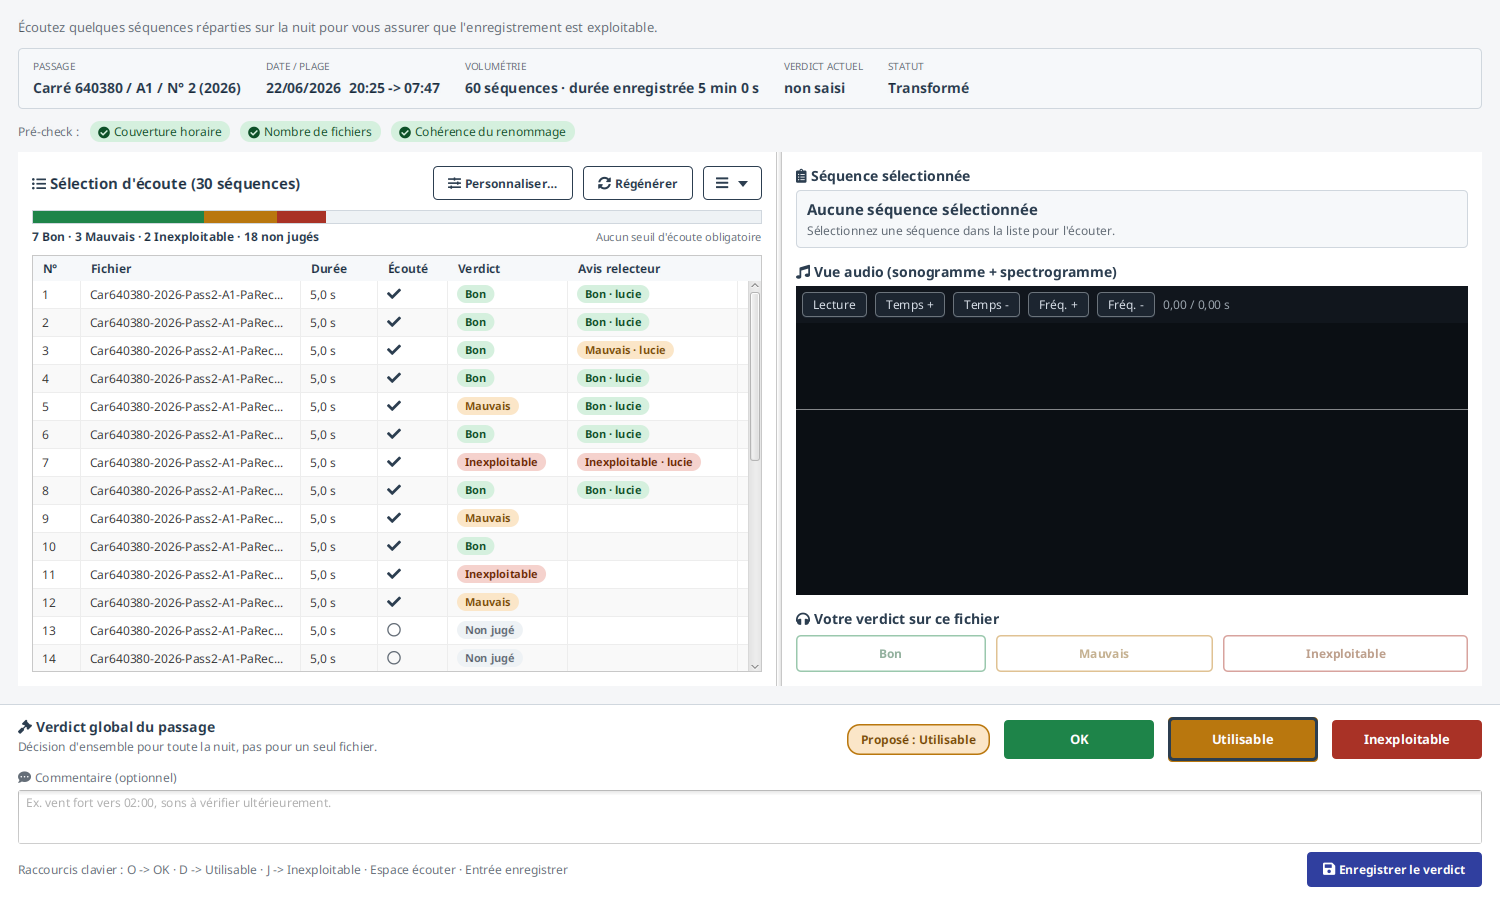 Écoutez quelques séquences réparties sur la nuit pour vous assurer que l'enregistrement est exploitable.
PASSAGE
Carré 640380 / A1 / N° 2 (2026)
DATE / PLAGE
22/06/2026 20:25 -> 07:47
VOLUMÉTRIE
60 séquences · durée enregistrée 5 min 0 s
VERDICT ACTUEL
non saisi
STATUT
Transformé
Pré-check : Couverture horaire Nombre de fichiers Cohérence du renommage
Sélection d'écoute (30 séquences)
Personnaliser...
Régénérer
7 Bon · 3 Mauvais · 2 Inexploitable · 18 non jugés
Aucun seuil d'écoute obligatoire
N° Fichier Durée Écouté Verdict Avis relecteur
1 Car640380-2026-Pass2-A1-PaRec... 5,0 s Bon Bon · lucie
2 Car640380-2026-Pass2-A1-PaRec... 5,0 s Bon Bon · lucie
3 Car640380-2026-Pass2-A1-PaRec... 5,0 s Bon Mauvais · lucie
4 Car640380-2026-Pass2-A1-PaRec... 5,0 s Bon Bon · lucie
5 Car640380-2026-Pass2-A1-PaRec... 5,0 s Mauvais Bon · lucie
6 Car640380-2026-Pass2-A1-PaRec... 5,0 s Bon Bon · lucie
7 Car640380-2026-Pass2-A1-PaRec... 5,0 s Inexploitable Inexploitable · lucie
8 Car640380-2026-Pass2-A1-PaRec... 5,0 s Bon Bon · lucie
9 Car640380-2026-Pass2-A1-PaRec... 5,0 s Mauvais
10 Car640380-2026-Pass2-A1-PaRec... 5,0 s Bon
11 Car640380-2026-Pass2-A1-PaRec... 5,0 s Inexploitable
12 Car640380-2026-Pass2-A1-PaRec... 5,0 s Mauvais
13 Car640380-2026-Pass2-A1-PaRec... 5,0 s Non jugé
14 Car640380-2026-Pass2-A1-PaRec... 5,0 s Non jugé
Séquence sélectionnée
Aucune séquence sélectionnée
Sélectionnez une séquence dans la liste pour l'écouter.
Vue audio (sonogramme + spectrogramme)
Lecture Temps + Temps - Fréq. + Fréq. - 0,00 / 0,00 s
Votre verdict sur ce fichier
Bon Mauvais Inexploitable
Verdict global du passage
Décision d'ensemble pour toute la nuit, pas pour un seul fichier.
Proposé : Utilisable OK Utilisable Inexploitable
Commentaire (optionnel)
Ex. vent fort vers 02:00, sons à vérifier ultérieurement.
Raccourcis clavier : O -> OK · D -> Utilisable · J -> Inexploitable · Espace écouter · Entrée enregistrer
Enregistrer le verdict